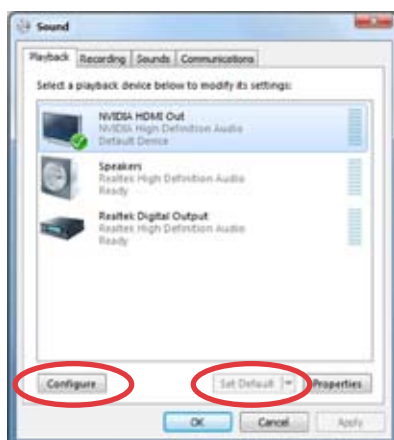 Sound
Playback Recording Sounds Communications
Select a playback device below to modify its settings:
NVIDIA HDMI Out
NVIDIA High Definition Audio
Default Device
Speakers
Realtek High Definition Audio
Ready
Realtek Digital Output
Realtek High Definition Audio
Ready
Configure Set Default Properties
OK Cancel Apply